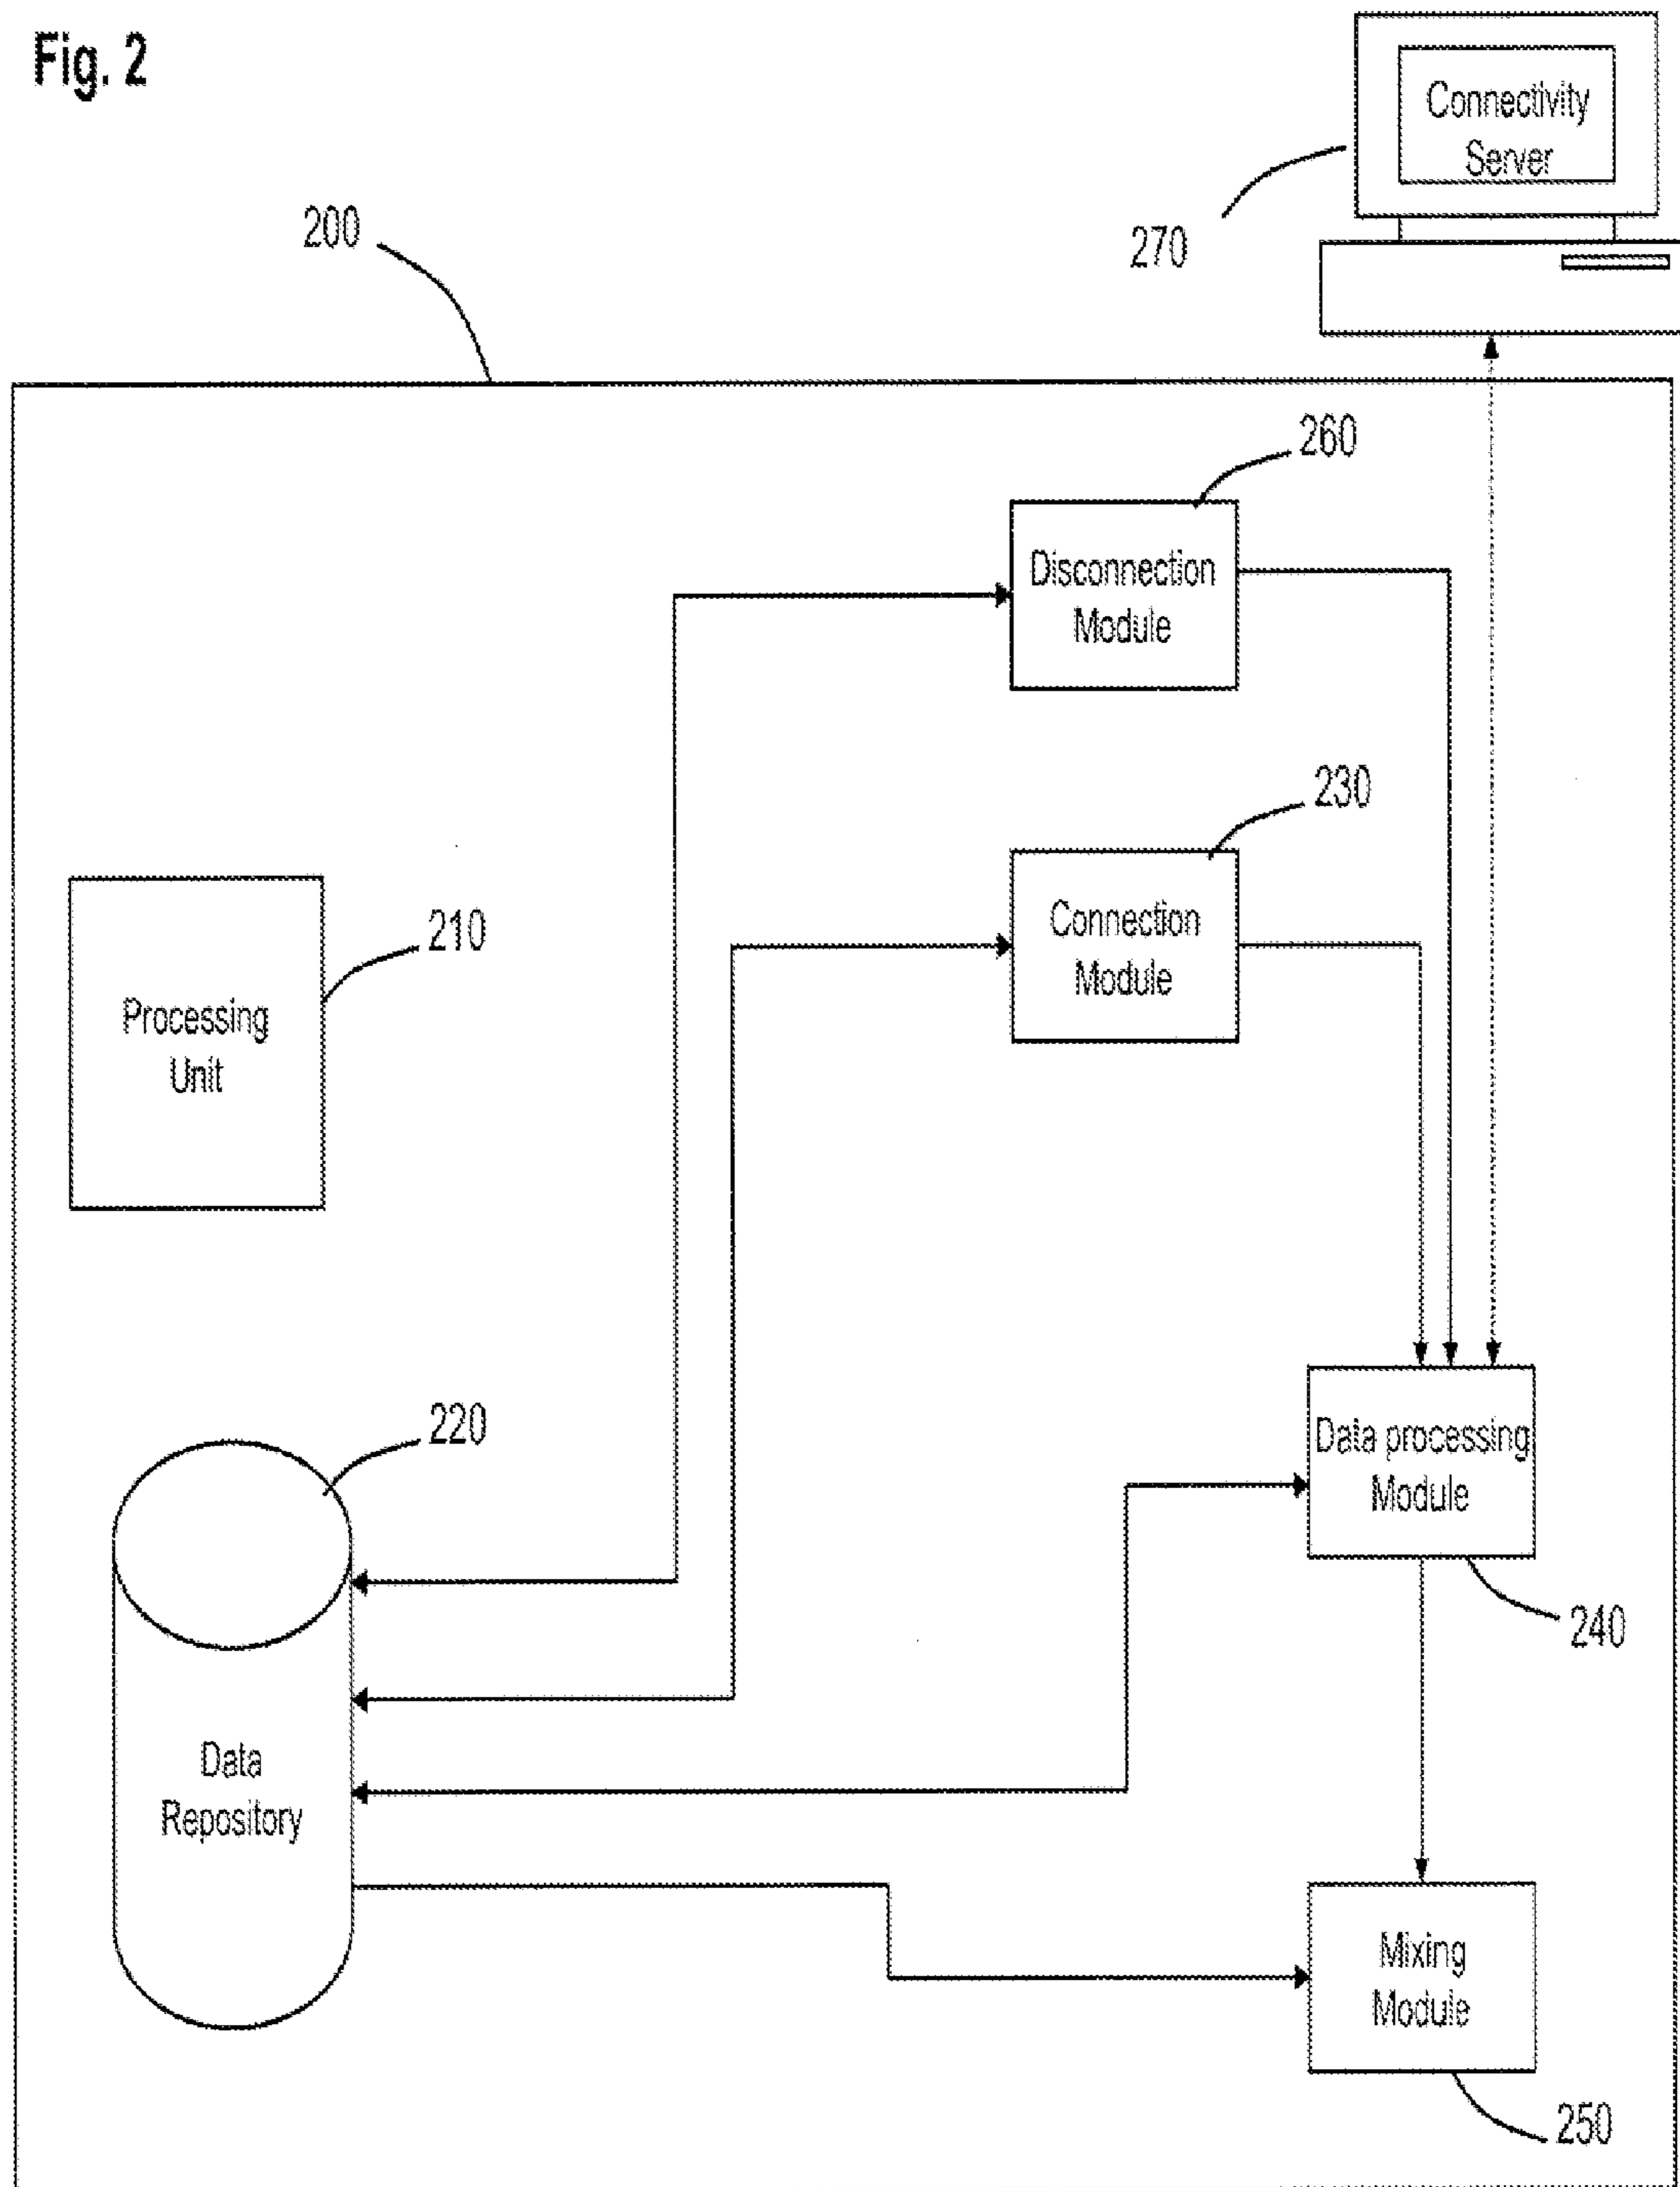 Fig. 2
Connectivity
Server
200
270
260
Disconnection
Module
230
Connection
Module
210
Processing
Unit
220
Data processing
Module
240
Data
Repository
Mixing
Module
250